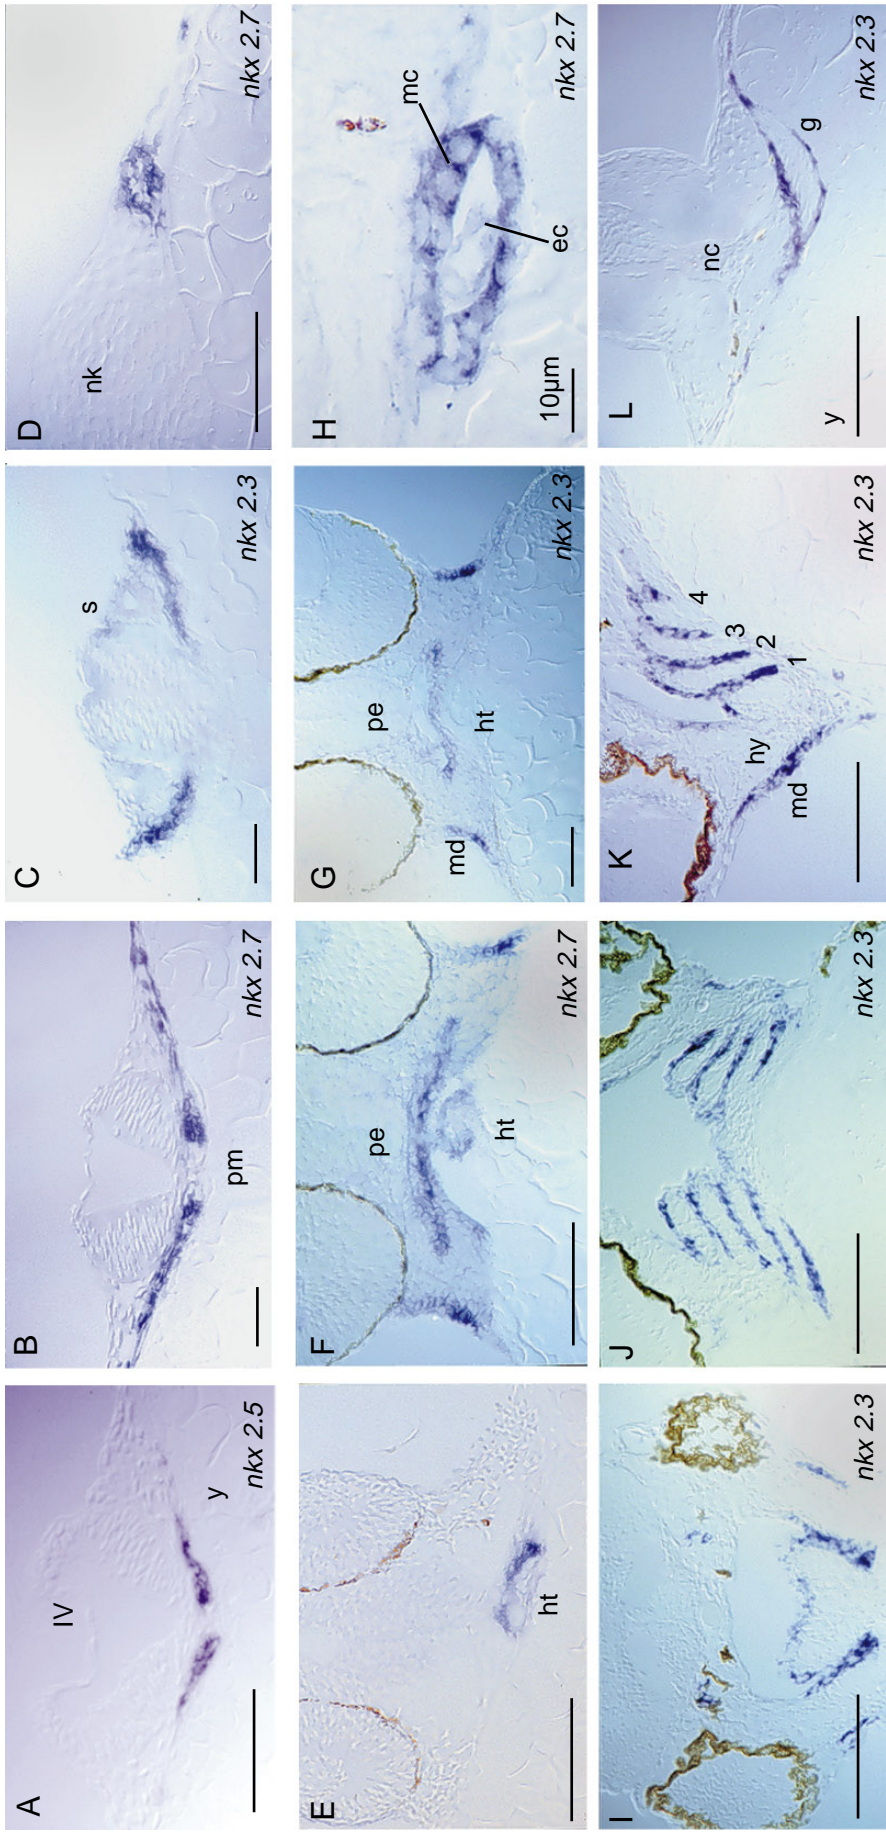 A
IV
y
nkx 2.5
B
pm
nkx 2.7
C
s
nkx 2.3
D
nk
nkx 2.7
E
ht
F
pe
ht
nkx 2.7
G
pe
md
ht
nkx 2.3
H
mc
ec
10µm
nkx 2.7
I
nkx 2.3
J
nkx 2.3
K
hy
md
1
2
3
4
nkx 2.3
L
nc
g
y
nkx 2.3